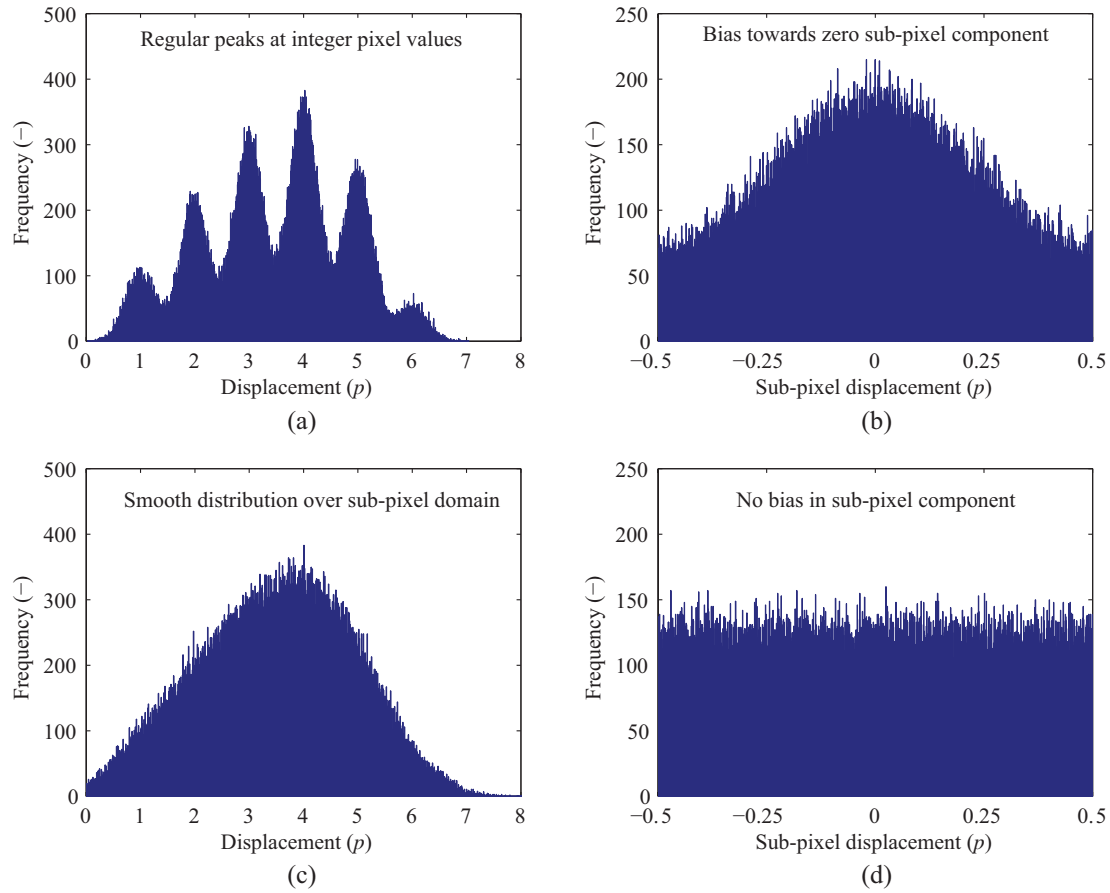 500
400
300
200
100
0
Frequency (−)
Regular peaks at integer pixel values
0 1 2 3 4 5 6 7 8
Displacement (p)
(a)
250
200
150
100
50
0
Frequency (−)
Bias towards zero sub-pixel component
−0.5 −0.25 0 0.25 0.5
Sub-pixel displacement (p)
(b)
500
400
300
200
100
0
Frequency (−)
Smooth distribution over sub-pixel domain
0 1 2 3 4 5 6 7 8
Displacement (p)
(c)
250
200
150
100
50
0
Frequency (−)
No bias in sub-pixel component
−0.5 −0.25 0 0.25 0.5
Sub-pixel displacement (p)
(d)